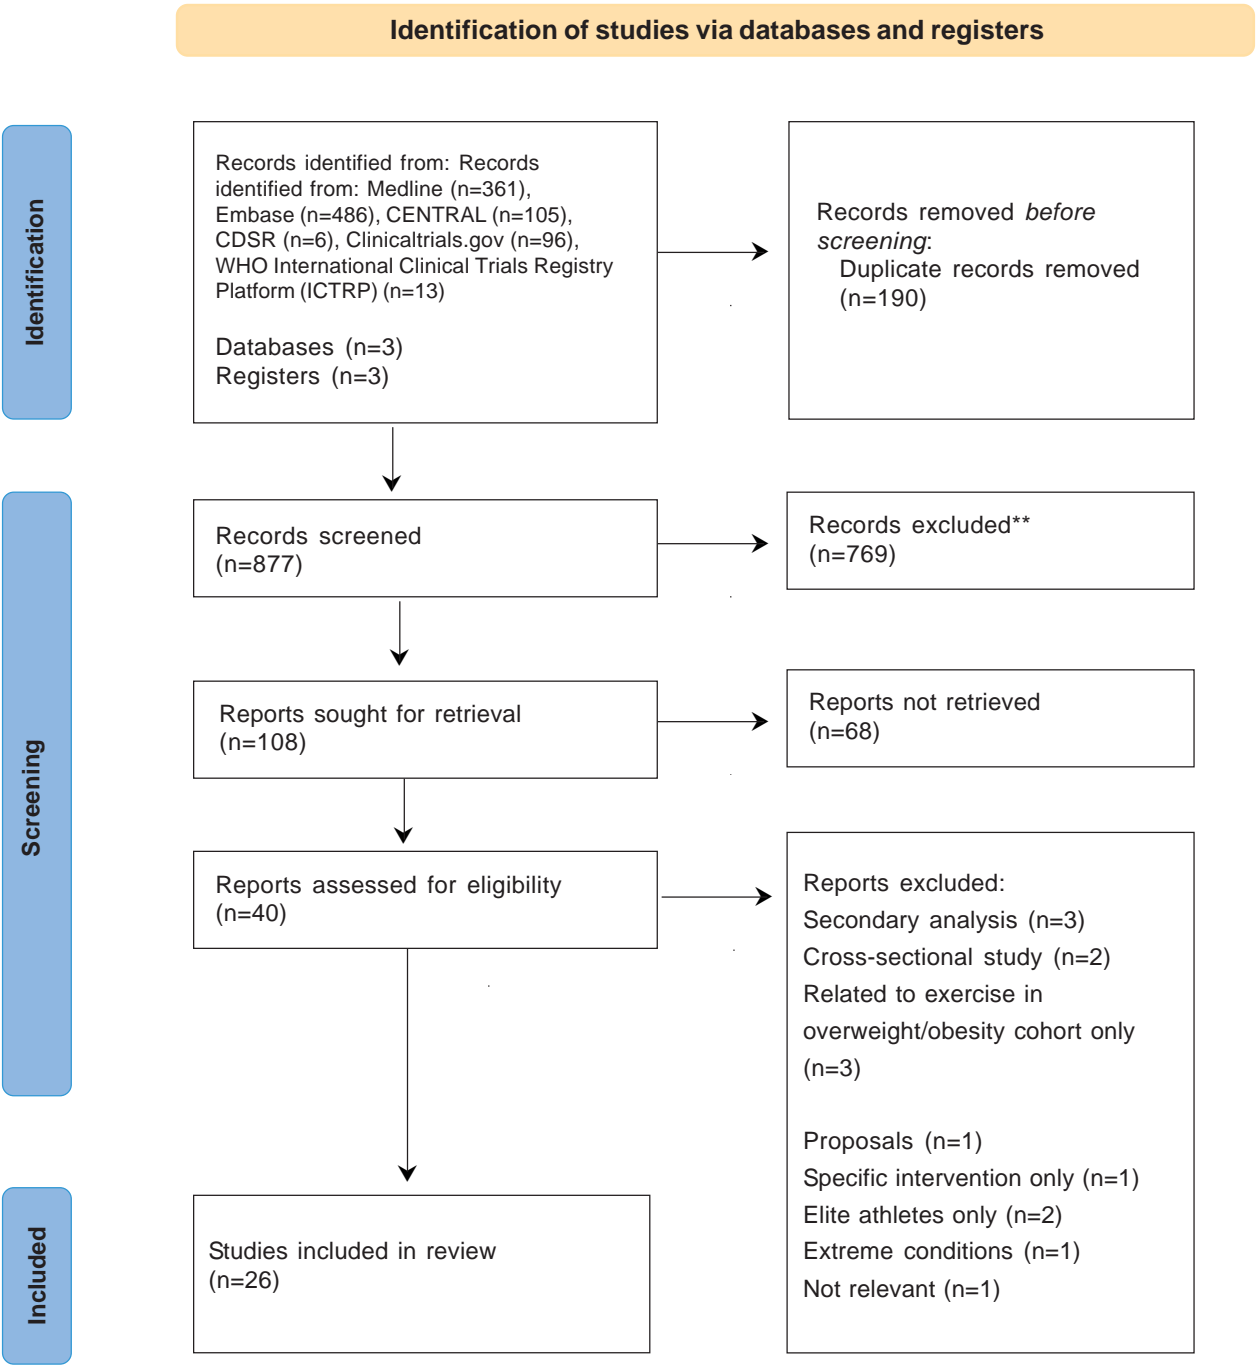 Identification of studies via databases and registers
Identification
Records identified from: Records
identified from: Medline (n=361),
Embase (n=486), CENTRAL (n=105),
CDSR (n=6), Clinicaltrials.gov (n=96),
WHO International Clinical Trials Registry
Platform (ICTRP) (n=13)
Databases (n=3)
Registers (n=3)
Records removed before
screening:
Duplicate records removed
(n=190)
Screening
Records screened
(n=877)
Records excluded**
(n=769)
Reports sought for retrieval
(n=108)
Reports not retrieved
(n=68)
Reports assessed for eligibility
(n=40)
Reports excluded:
Secondary analysis (n=3)
Cross-sectional study (n=2)
Related to exercise in
overweight/obesity cohort only
(n=3)
Proposals (n=1)
Specific intervention only (n=1)
Elite athletes only (n=2)
Extreme conditions (n=1)
Not relevant (n=1)
Included
Studies included in review
(n=26)